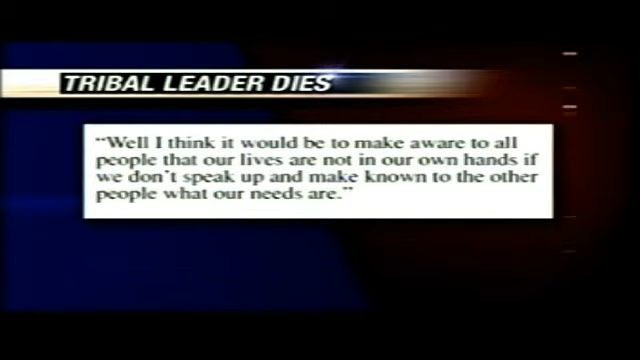 TRIBAL LEADER DIES
“Well I think it would be to make aware to all
people that our lives are not in our own hands if
we don't speak up and make known to the other
people what our needs are.”